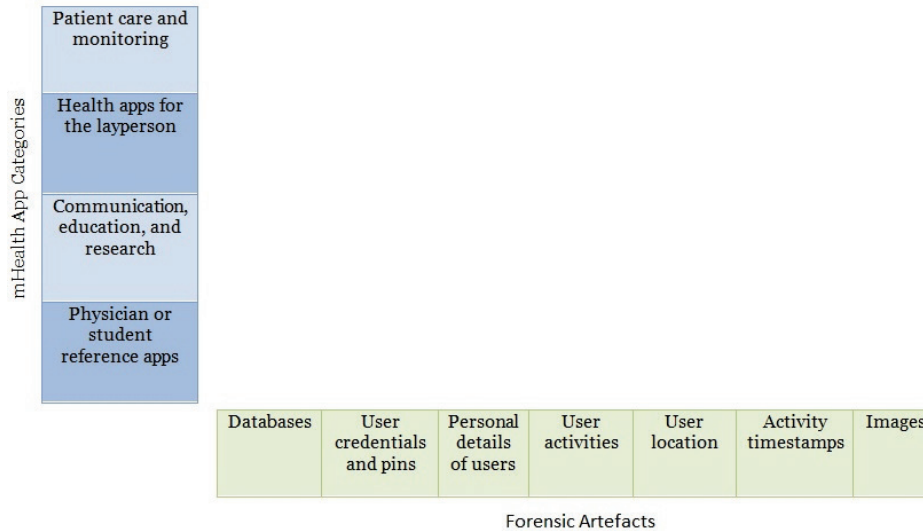 mHealth App Categories
Patient care and
monitoring
Health apps for
the layperson
Communication,
education, and
research
Physician or
student
reference apps
Databases
User
credentials
and pins
Personal
details
of users
User
activities
User
location
Activity
timestamps
Images
Forensic Artefacts